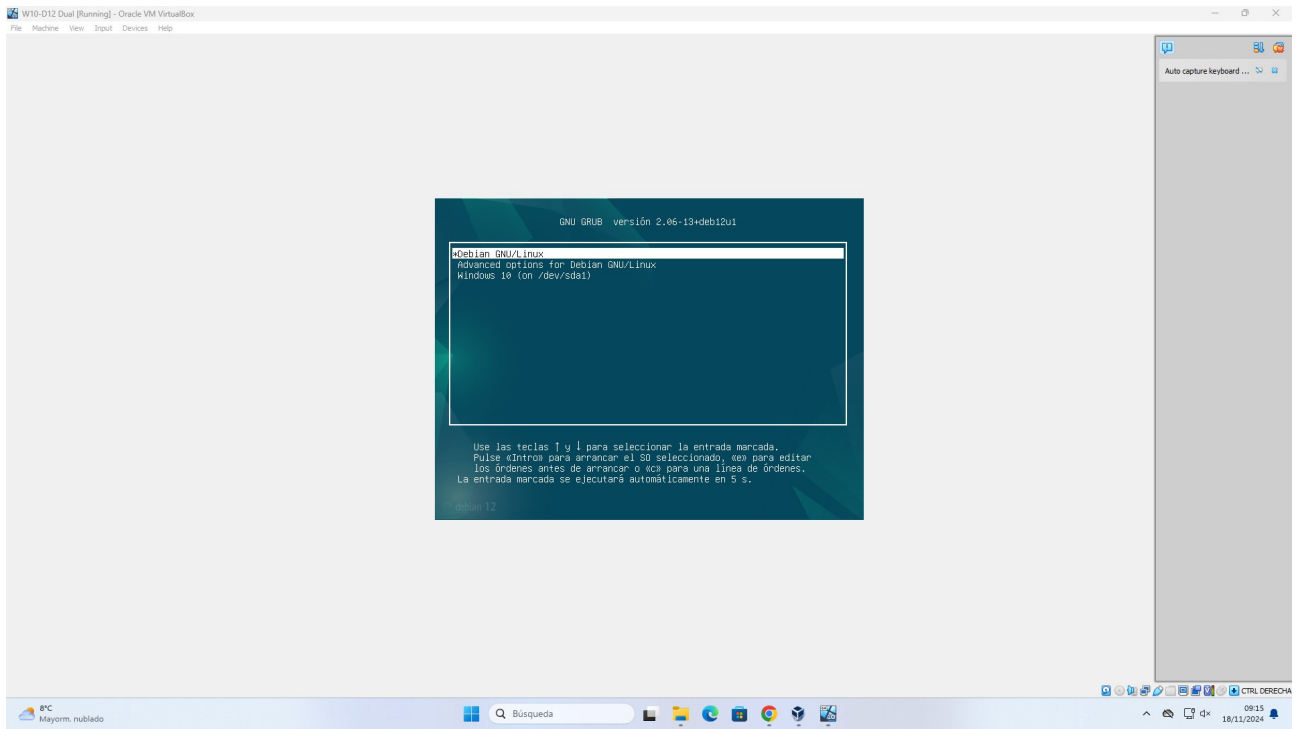 W10-D12 Dual [Running] - Oracle VM VirtualBox
File Machine View Input Devices Help
Auto capture keyboard ...
GNU GRUB versión 2.06-13+deb12u1
*Debian GNU/Linux
Advanced options for Debian GNU/Linux
Windows 10 (on /dev/sda1)
Use las teclas ↑ y ↓ para seleccionar la entrada marcada.
Pulse «Intro» para arrancar el SO seleccionado, «e» para editar
los órdenes antes de arrancar o «c» para una línea de órdenes.
La entrada marcada se ejecutará automáticamente en 5 s.
debian 12
CTRL DERECHA
8°C
Mayorm. nublado
Búsqueda
09:15
18/11/2024